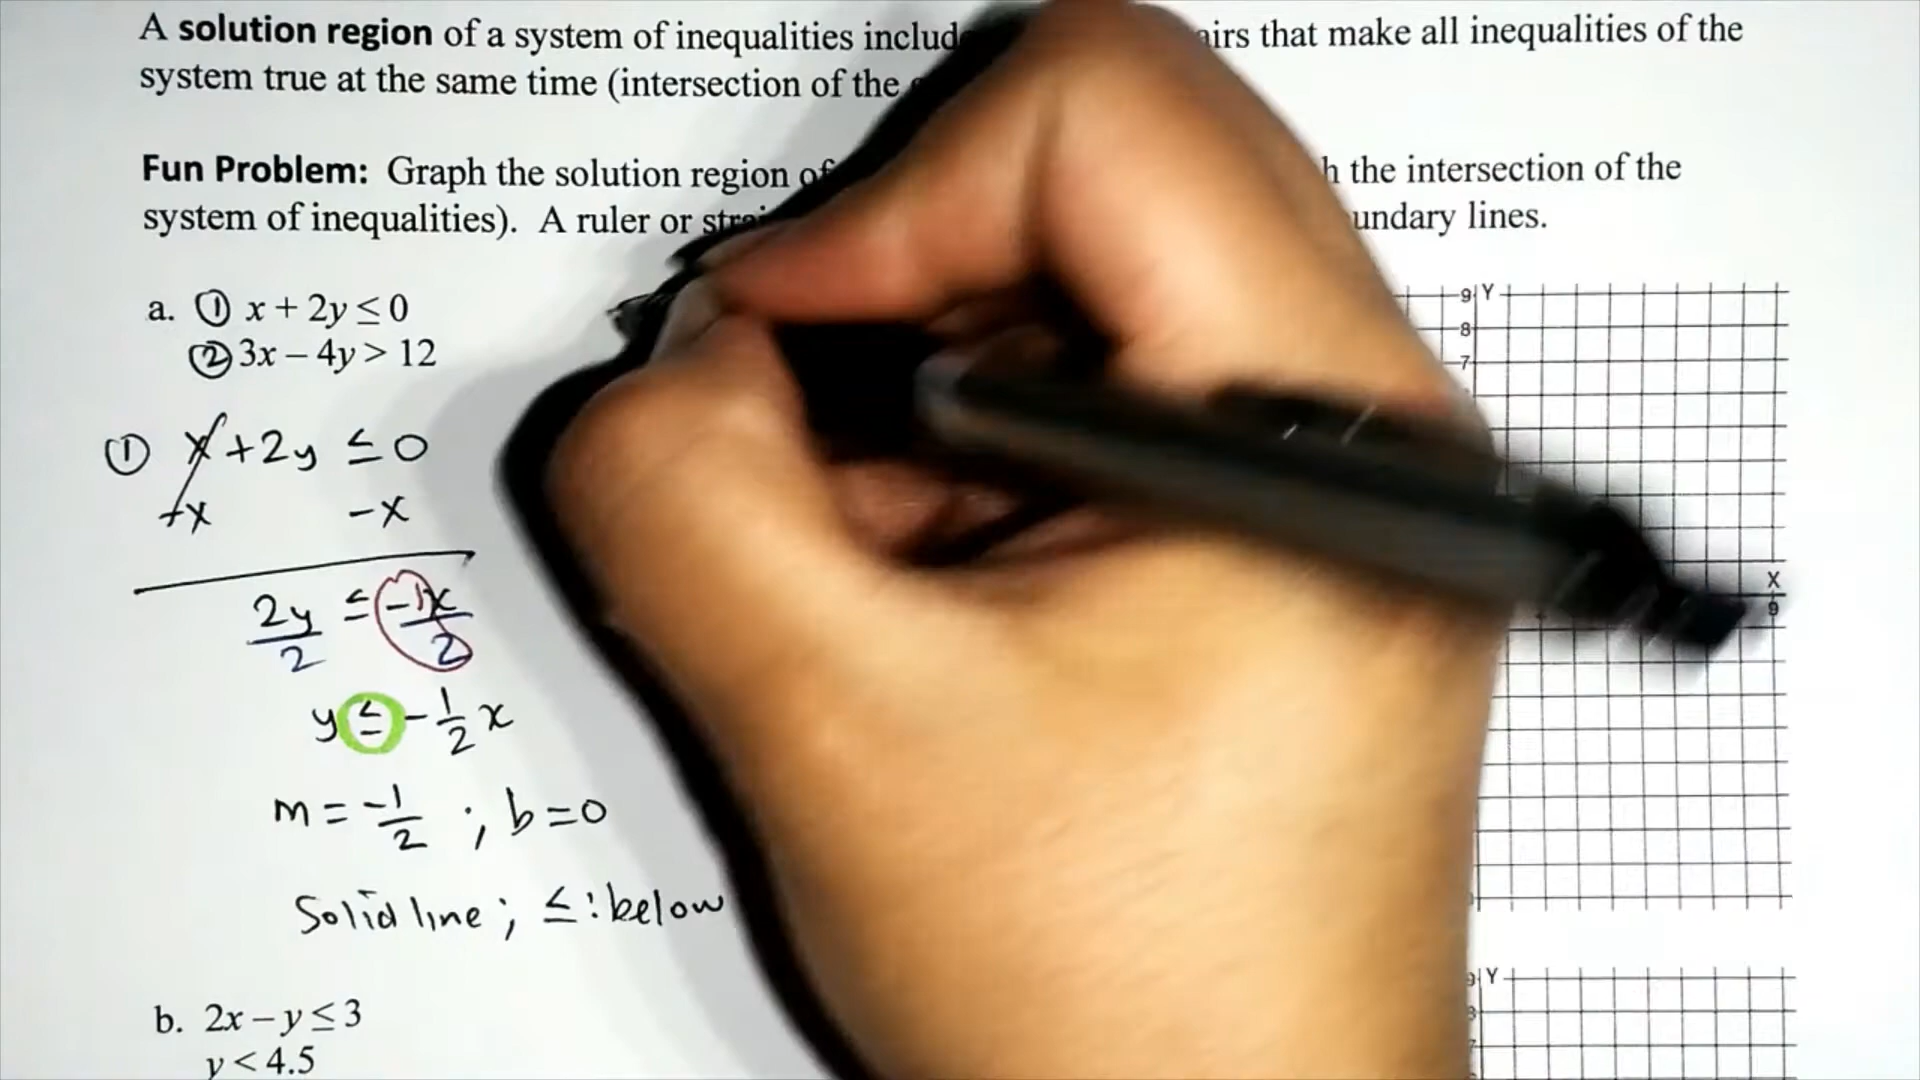 A solution region of a system of inequalities includ airs that make all inequalities of the
system true at the same time (intersection of the
Fun Problem: Graph the solution region of h the intersection of the
system of inequalities). A ruler or undary lines.
a. ① x + 2y ≤ 0
② 3x – 4y > 12
① x + 2y ≤ 0
-x -x
2y/2 ≤ -1x/2
y ≤ -1/2 x
m = -1/2 ; b = 0
Solid line ; ≤ : below
b. 2x – y ≤ 3
y < 4.5
9 Y
8
7
X
9
Y